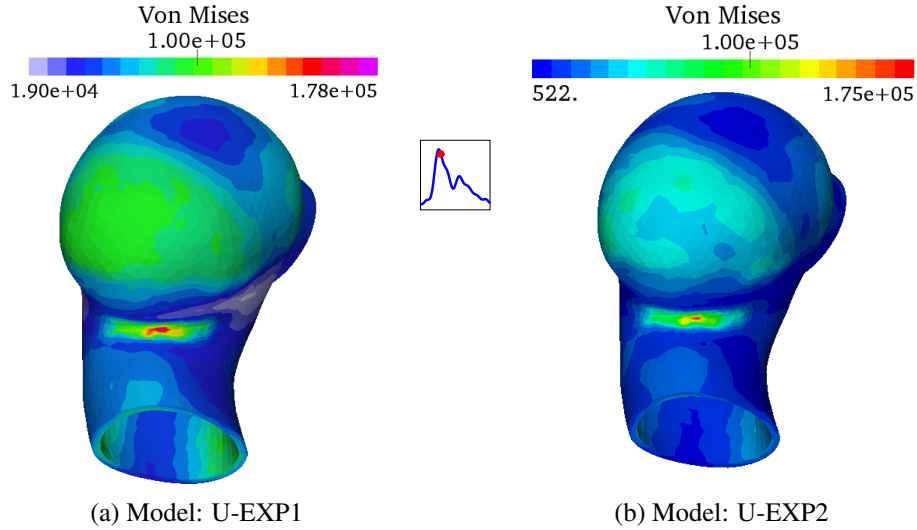 Von Mises
1.00e+05
1.90e+04 1.78e+05
Von Mises
1.00e+05
522. 1.75e+05
(a) Model: U-EXP1
(b) Model: U-EXP2